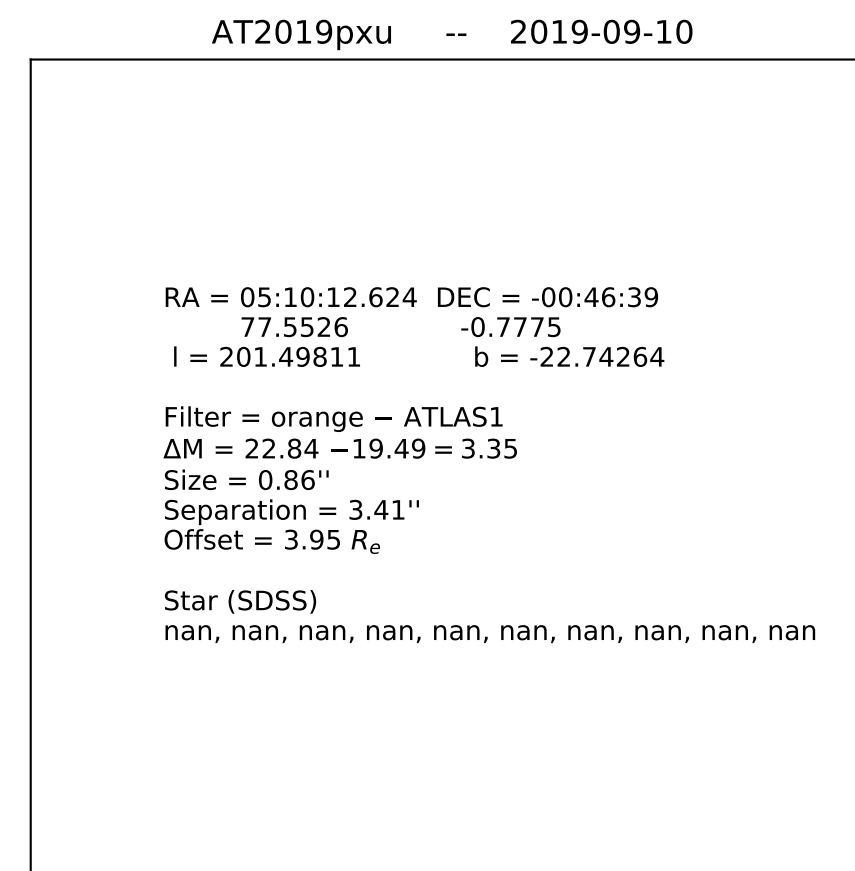 AT2019pxu -- 2019-09-10
RA = 05:10:12.624 DEC = -00:46:39
77.5526 -0.7775
l = 201.49811 b = -22.74264
Filter = orange − ATLAS1
ΔM = 22.84 −19.49 = 3.35
Size = 0.86''
Separation = 3.41''
Offset = 3.95 Rₑ
Star (SDSS)
nan, nan, nan, nan, nan, nan, nan, nan, nan, nan